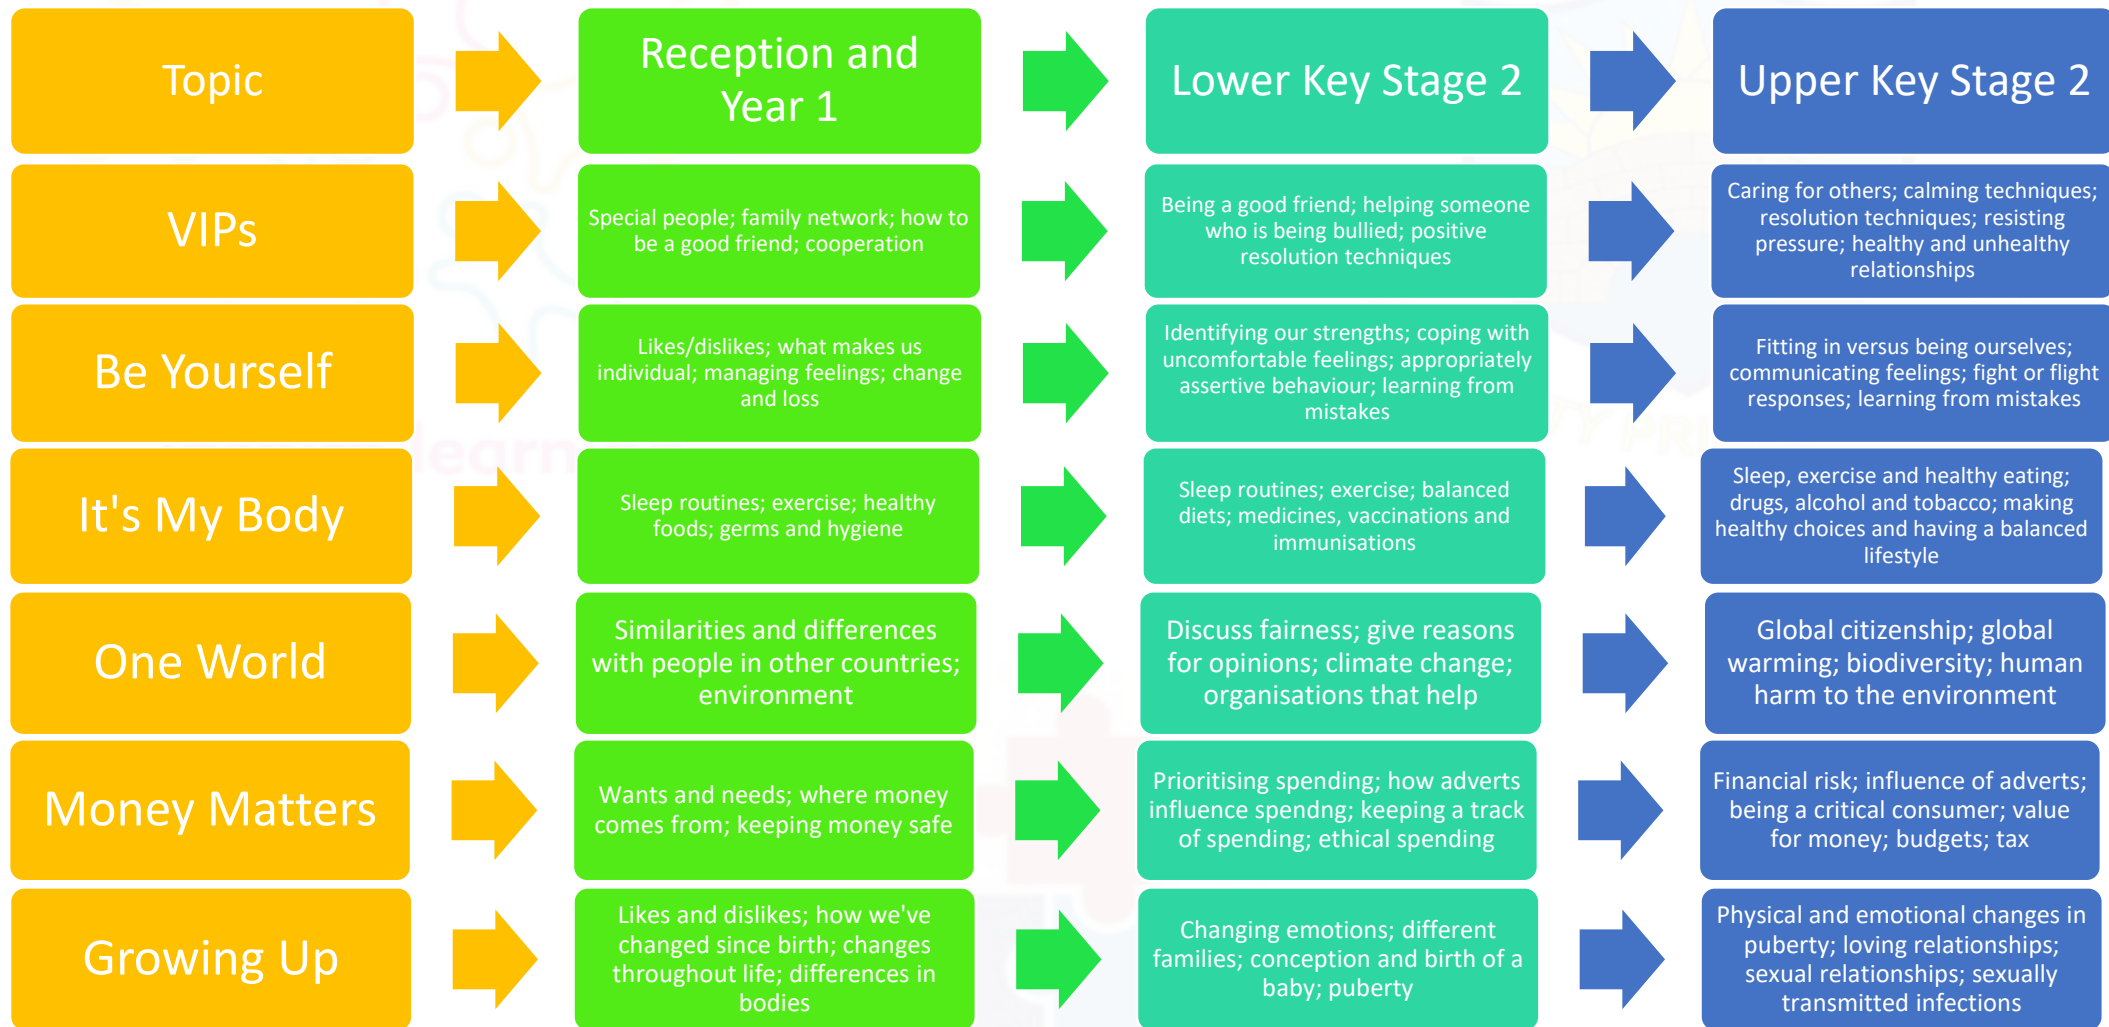 Topic
Reception and
Year 1
Lower Key Stage 2
Upper Key Stage 2
VIPs
Special people; family network; how to
be a good friend; cooperation
Being a good friend; helping someone
who is being bullied; positive
resolution techniques
Caring for others; calming techniques;
resolution techniques; resisting
pressure; healthy and unhealthy
relationships
Be Yourself
Likes/dislikes; what makes us
individual; managing feelings; change
and loss
Identifying our strengths; coping with
uncomfortable feelings; appropriately
assertive behaviour; learning from
mistakes
Fitting in versus being ourselves;
communicating feelings; fight or flight
responses; learning from mistakes
It's My Body
Sleep routines; exercise; healthy
foods; germs and hygiene
Sleep routines; exercise; balanced
diets; medicines, vaccinations and
immunisations
Sleep, exercise and healthy eating;
drugs, alcohol and tobacco; making
healthy choices and having a balanced
lifestyle
One World
Similarities and differences
with people in other countries;
environment
Discuss fairness; give reasons
for opinions; climate change;
organisations that help
Global citizenship; global
warming; biodiversity; human
harm to the environment
Money Matters
Wants and needs; where money
comes from; keeping money safe
Prioritising spending; how adverts
influence spendng; keeping a track
of spending; ethical spending
Financial risk; influence of adverts;
being a critical consumer; value
for money; budgets; tax
Growing Up
Likes and dislikes; how we've
changed since birth; changes
throughout life; differences in
bodies
Changing emotions; different
families; conception and birth of a
baby; puberty
Physical and emotional changes in
puberty; loving relationships;
sexual relationships; sexually
transmitted infections